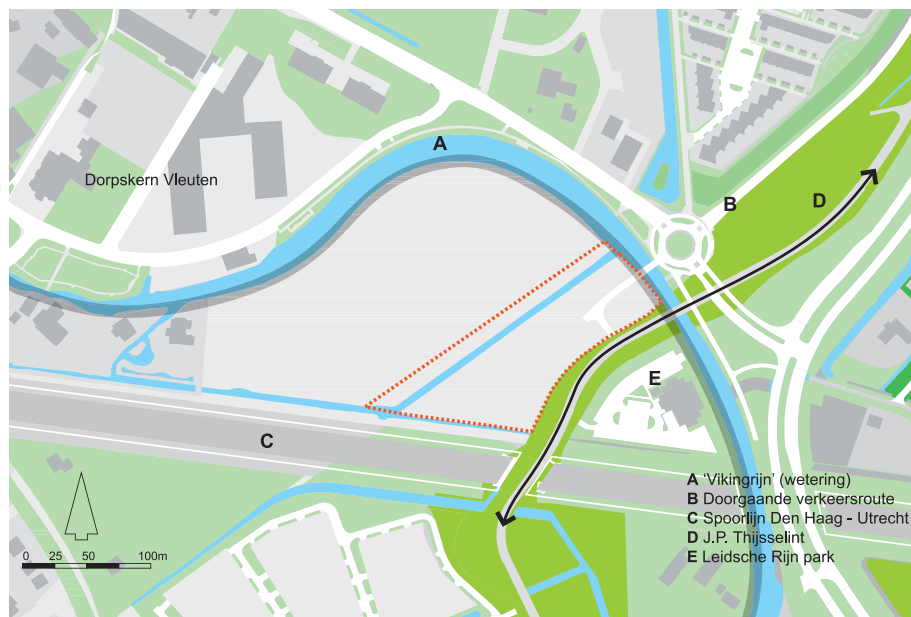 A
Dorpskern Vleuten
B
D
E
C
A 'Vikingrijn' (wetering)
B Doorgaande verkeersroute
C Spoorlijn Den Haag - Utrecht
D J.P. Thijsselint
E Leidsche Rijn park
0 25 50 100m